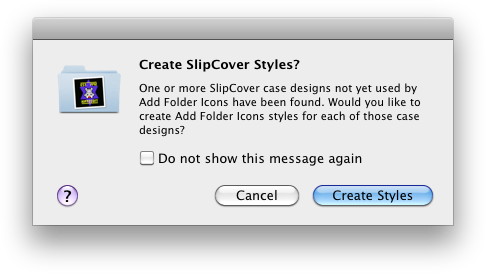 Create SlipCover Styles?
One or more SlipCover case designs not yet used by
Add Folder Icons have been found. Would you like to
create Add Folder Icons styles for each of those case
designs?
Do not show this message again
?
Cancel
Create Styles